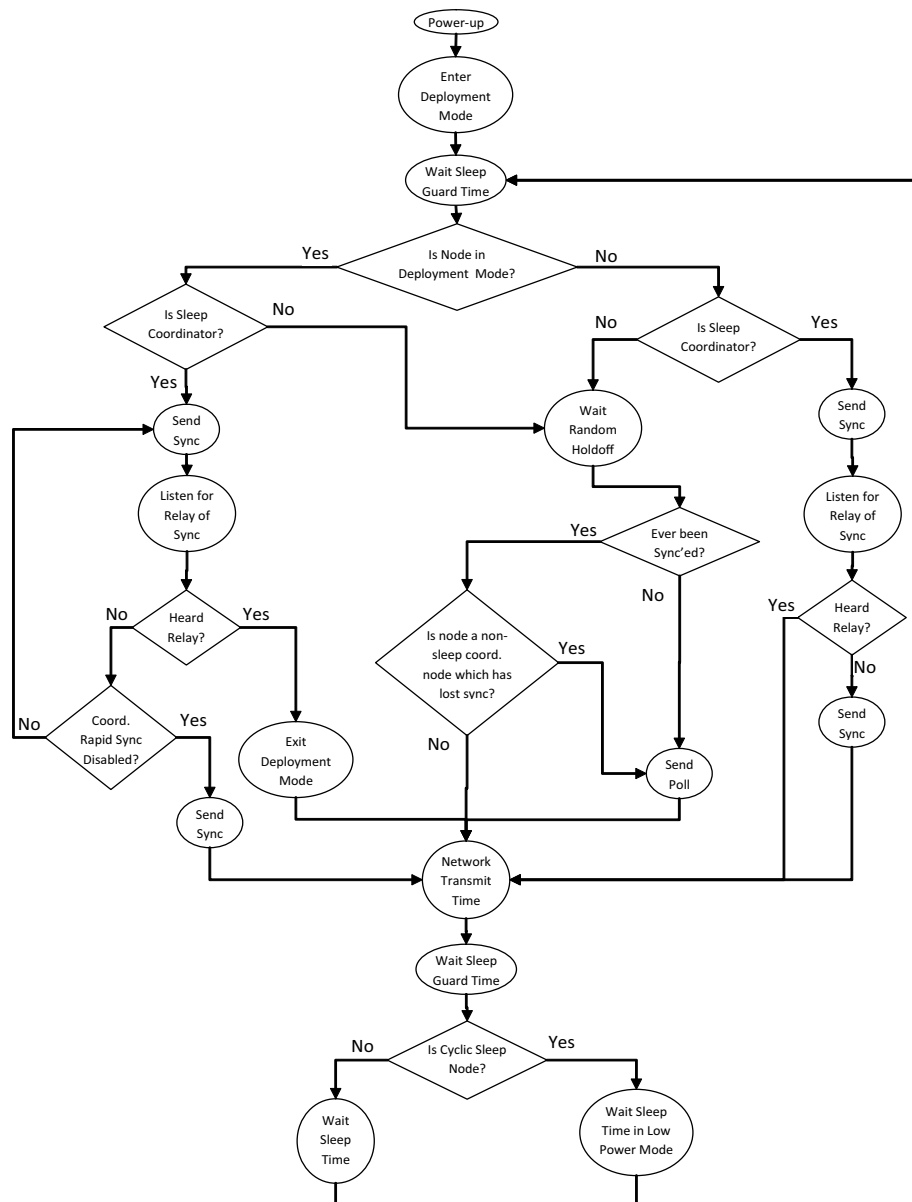 Power-up
Enter
Deployment
Mode
Wait Sleep
Guard Time
Is Node in
Deployment Mode?
Yes
No
Is Sleep
Coordinator?
No
Yes
Is Sleep
Coordinator?
No
Yes
Send
Sync
Wait
Random
Holdoff
Send
Sync
Listen for
Relay of
Sync
Ever been
Sync'ed?
Yes
No
Listen for
Relay of
Sync
Heard
Relay?
No
Yes
Is node a non-
sleep coord.
node which has
lost sync?
Yes
No
Heard
Relay?
Yes
No
Coord.
Rapid Sync
Disabled?
No
Yes
Exit
Deployment
Mode
Send
Poll
Send
Sync
Send
Sync
Network
Transmit
Time
Wait Sleep
Guard Time
Is Cyclic Sleep
Node?
No
Yes
Wait
Sleep
Time
Wait Sleep
Time in Low
Power Mode